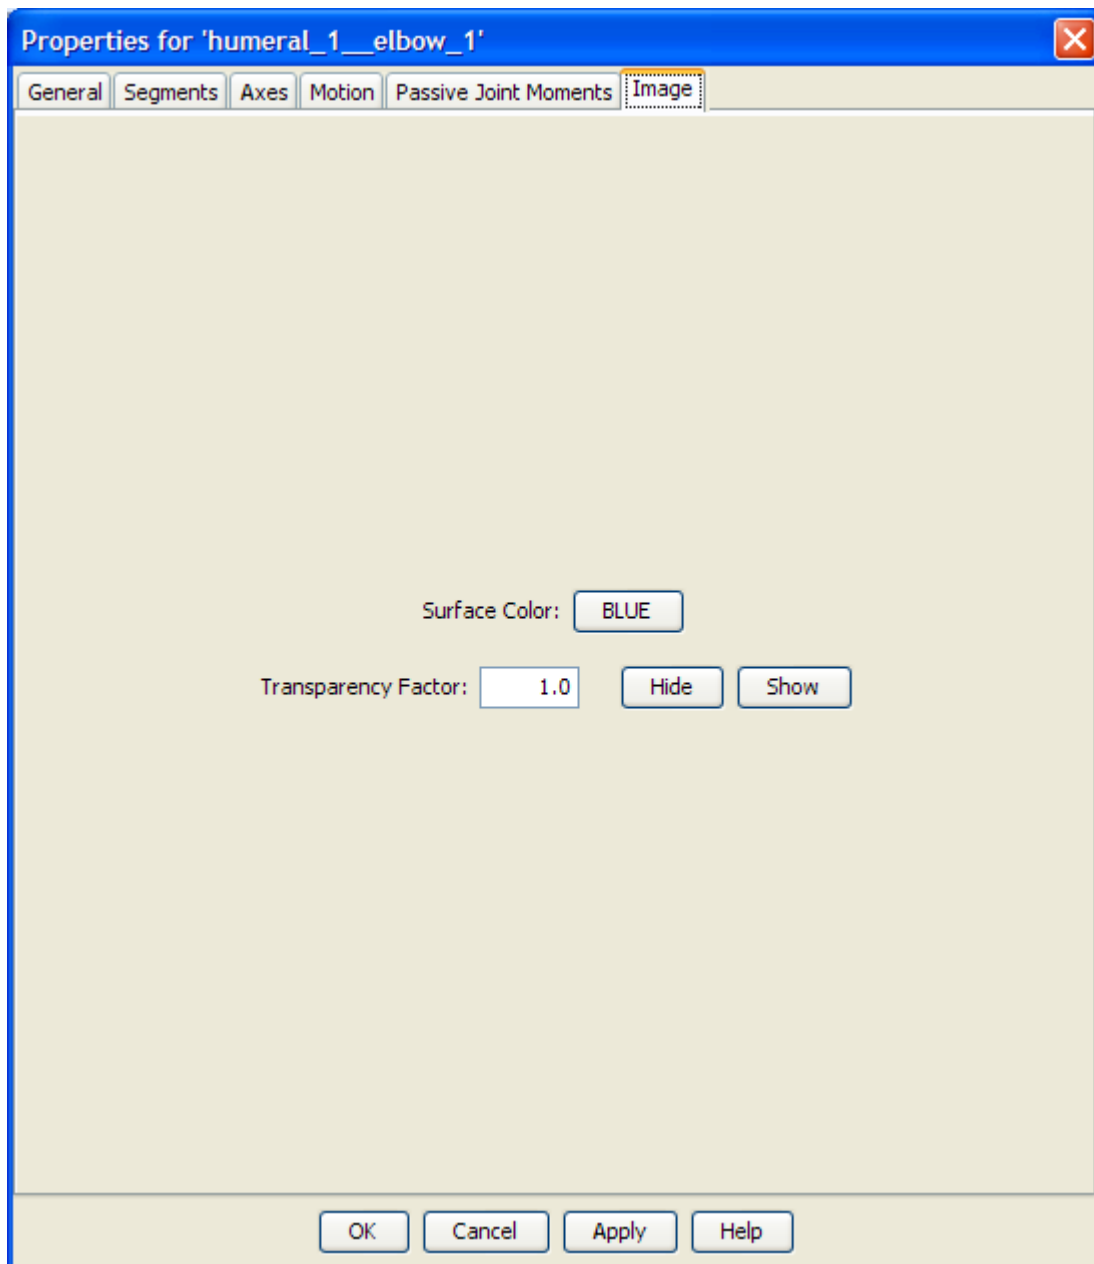 Properties for 'humeral_1__elbow_1'
General Segments Axes Motion Passive Joint Moments Image
Surface Color: BLUE
Transparency Factor: 1.0 Hide Show
OK Cancel Apply Help